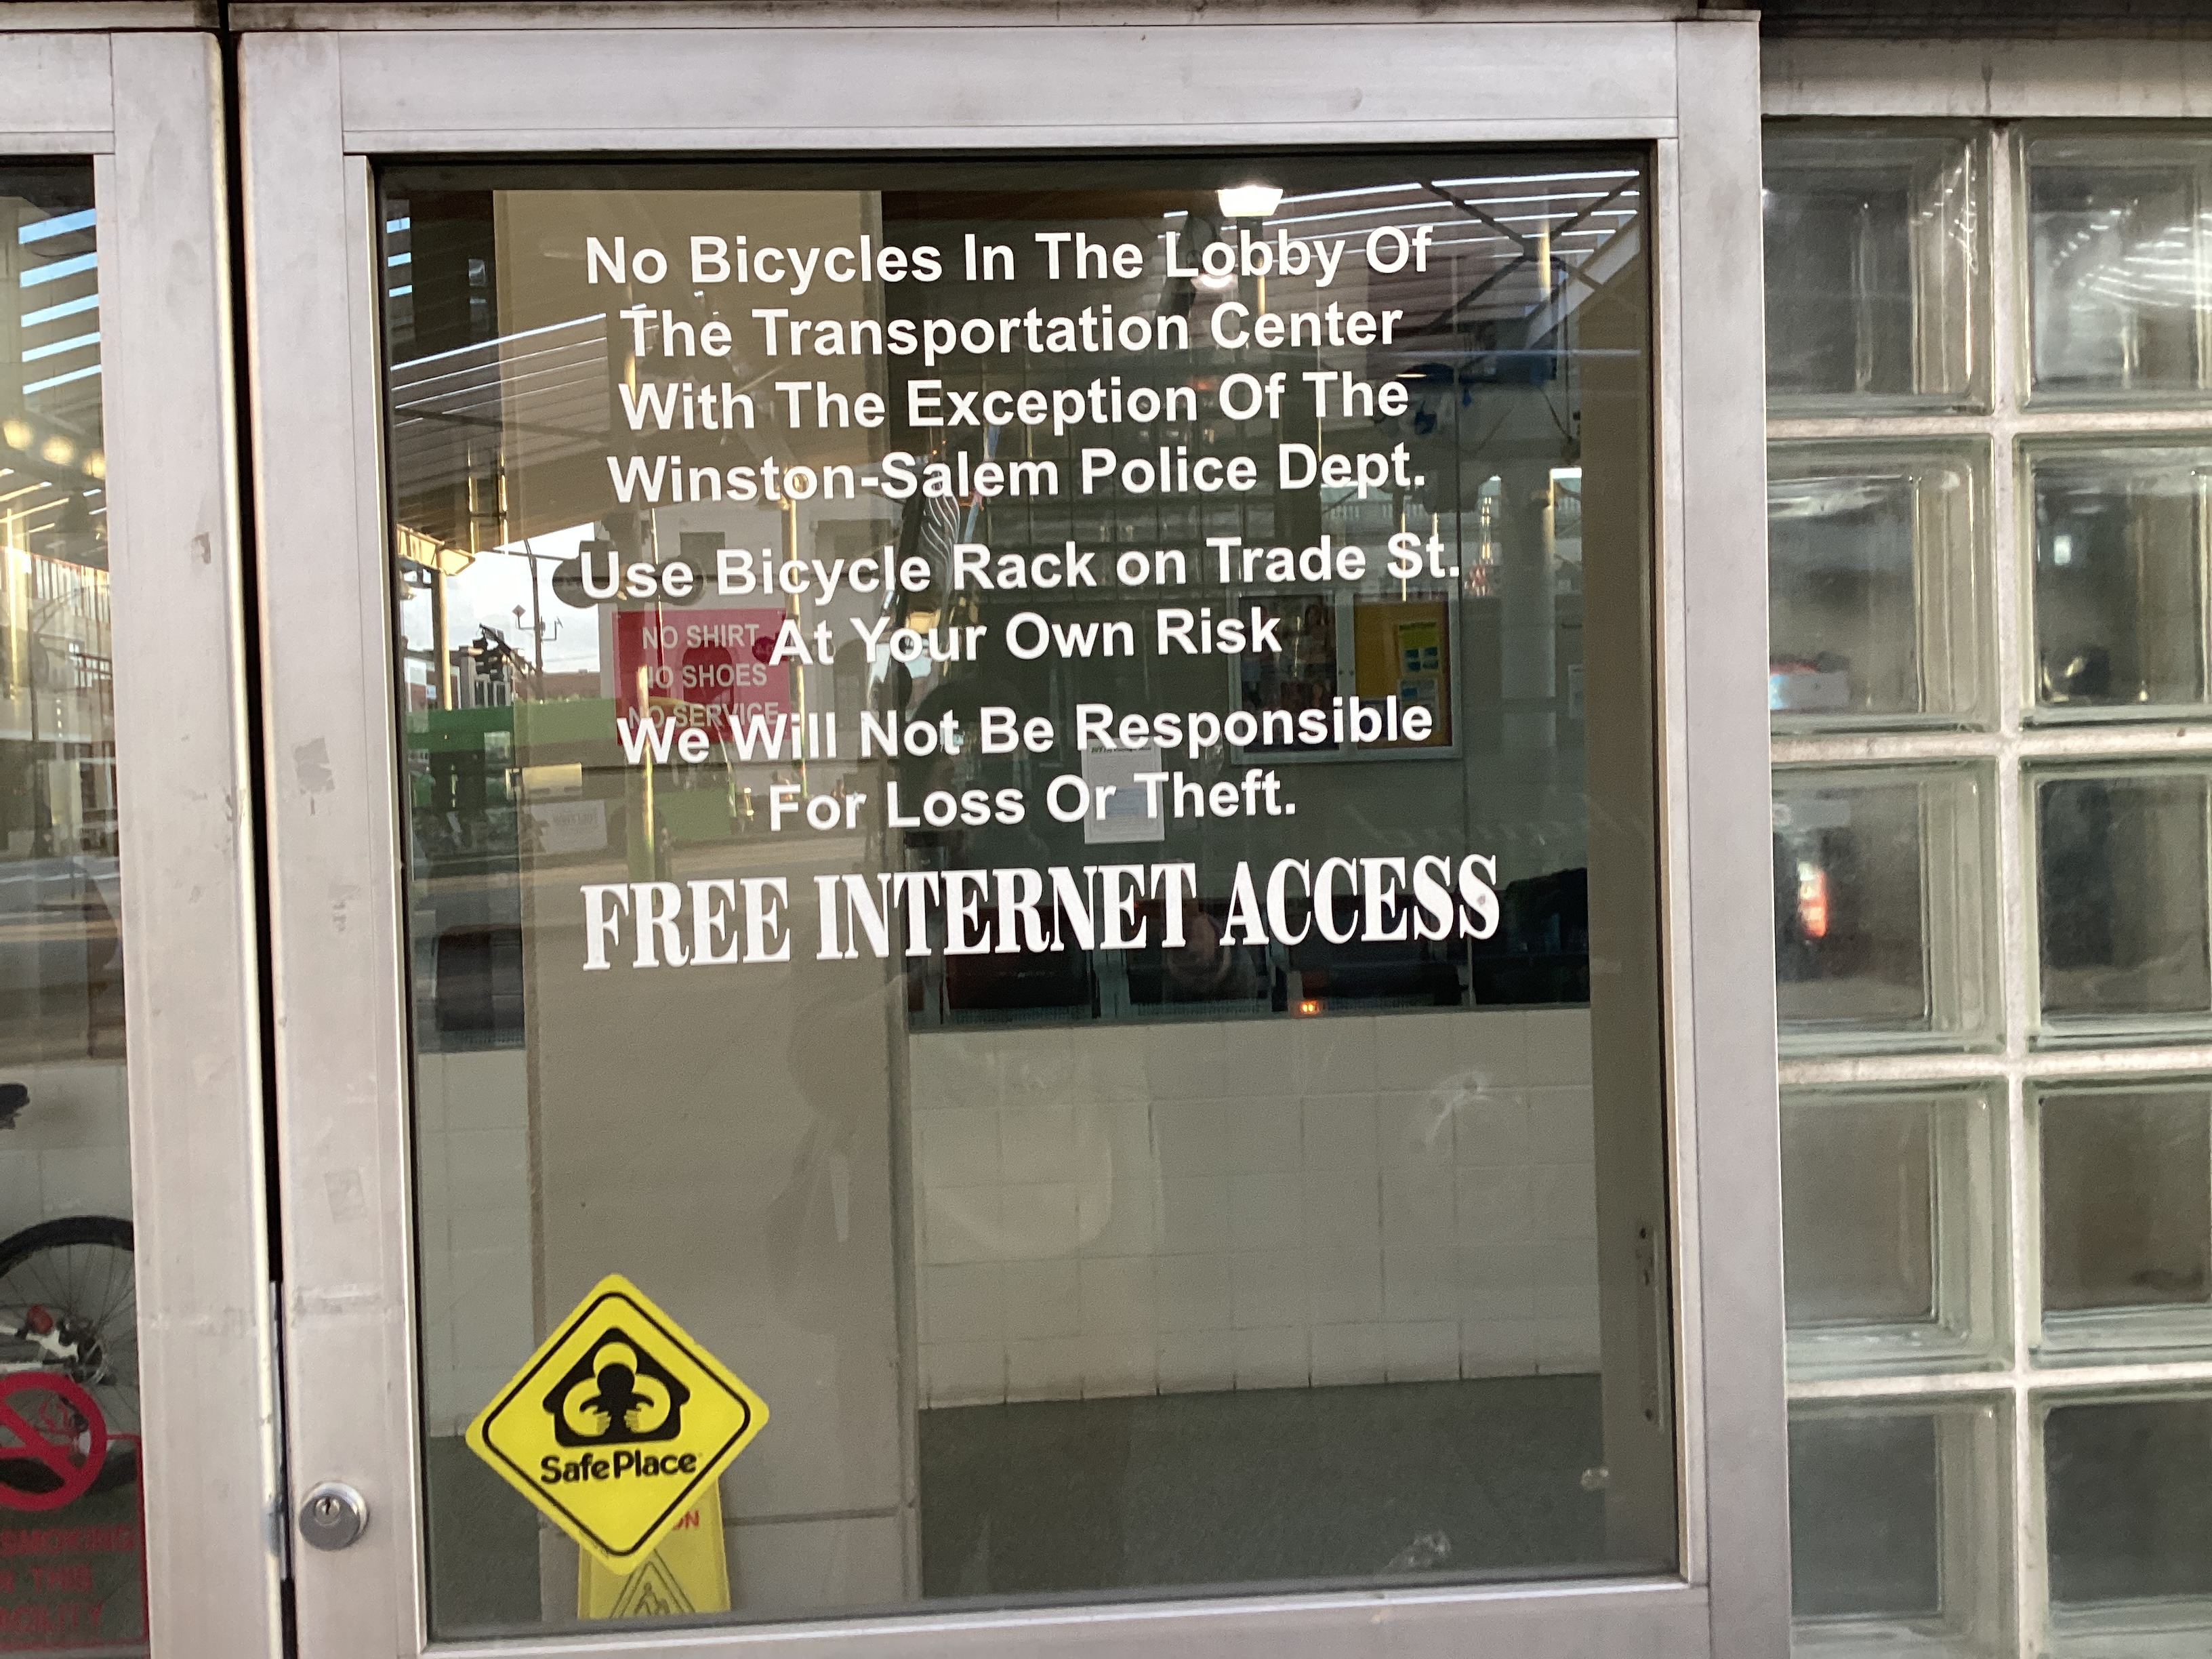 No Bicycles In The Lobby Of
The Transportation Center
With The Exception Of The
Winston-Salem Police Dept.
Use Bicycle Rack on Trade St.
At Your Own Risk
NO SHIRT
NO SHOES
NO SERVICE
We Will Not Be Responsible
For Loss Or Theft.
FREE INTERNET ACCESS
Safe Place
SMOKING
THIS